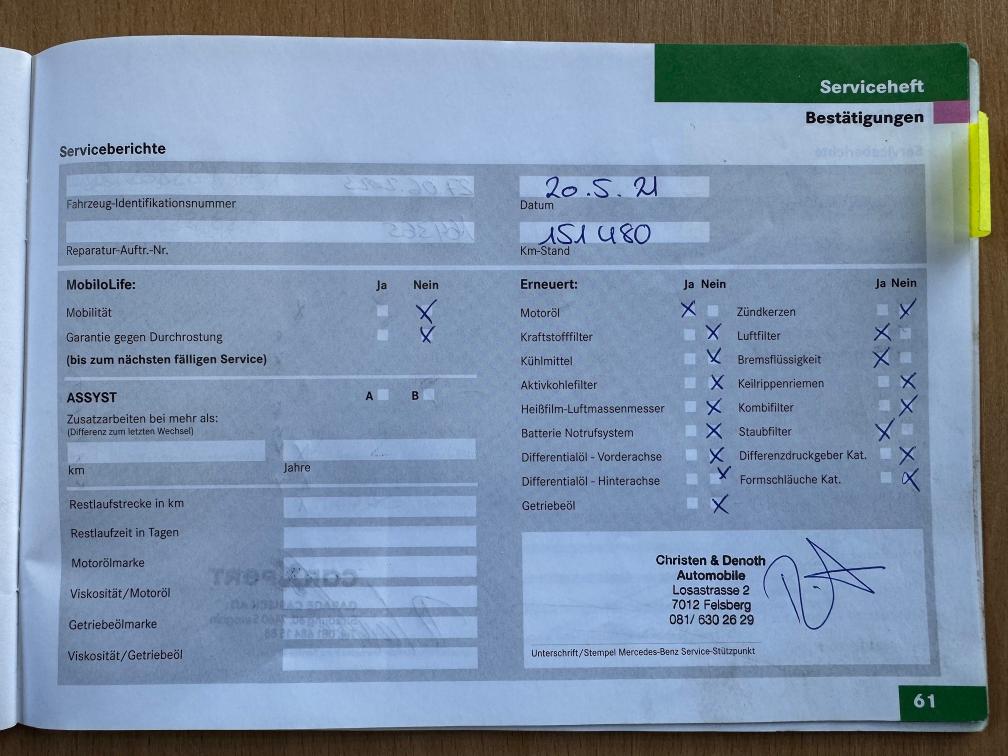 Serviceheft
Bestätigungen
Serviceberichte
Fahrzeug-Identifikationsnummer
Reparatur-Auftr.-Nr.
20.5.21
Datum
151480
Km-Stand
MobiloLife: Ja Nein
Mobilität
Garantie gegen Durchrostung
(bis zum nächsten fälligen Service)
ASSYST A B
Zusatzarbeiten bei mehr als:
(Differenz zum letzten Wechsel)
km Jahre
Restlaufstrecke in km
Restlaufzeit in Tagen
Motorölmarke
Viskosität/Motoröl
Getriebeölmarke
Viskosität/Getriebeöl
Erneuert: Ja Nein Ja Nein
Motoröl Zündkerzen
Kraftstofffilter Luftfilter
Kühlmittel Bremsflüssigkeit
Aktivkohlefilter Keilrippenriemen
Heißfilm-Luftmassenmesser Kombifilter
Batterie Notrufsystem Staubfilter
Differentialöl - Vorderachse Differenzdruckgeber Kat.
Differentialöl - Hinterachse Formschläuche Kat.
Getriebeöl
Christen & Denoth
Automobile
Losastrasse 2
7012 Felsberg
081/ 630 26 29
Unterschrift/Stempel Mercedes-Benz Service-Stützpunkt
61